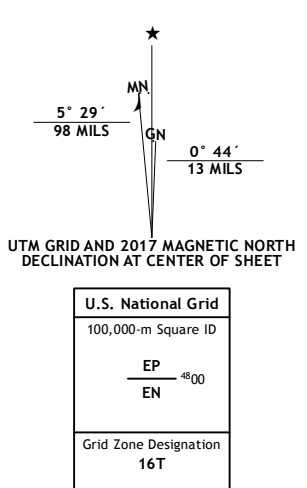 ★
MN
GN
5° 29´
98 MILS
0° 44´
13 MILS
UTM GRID AND 2017 MAGNETIC NORTH
DECLINATION AT CENTER OF SHEET
U.S. National Grid
100,000-m Square ID
EP
4800
EN
Grid Zone Designation
16T